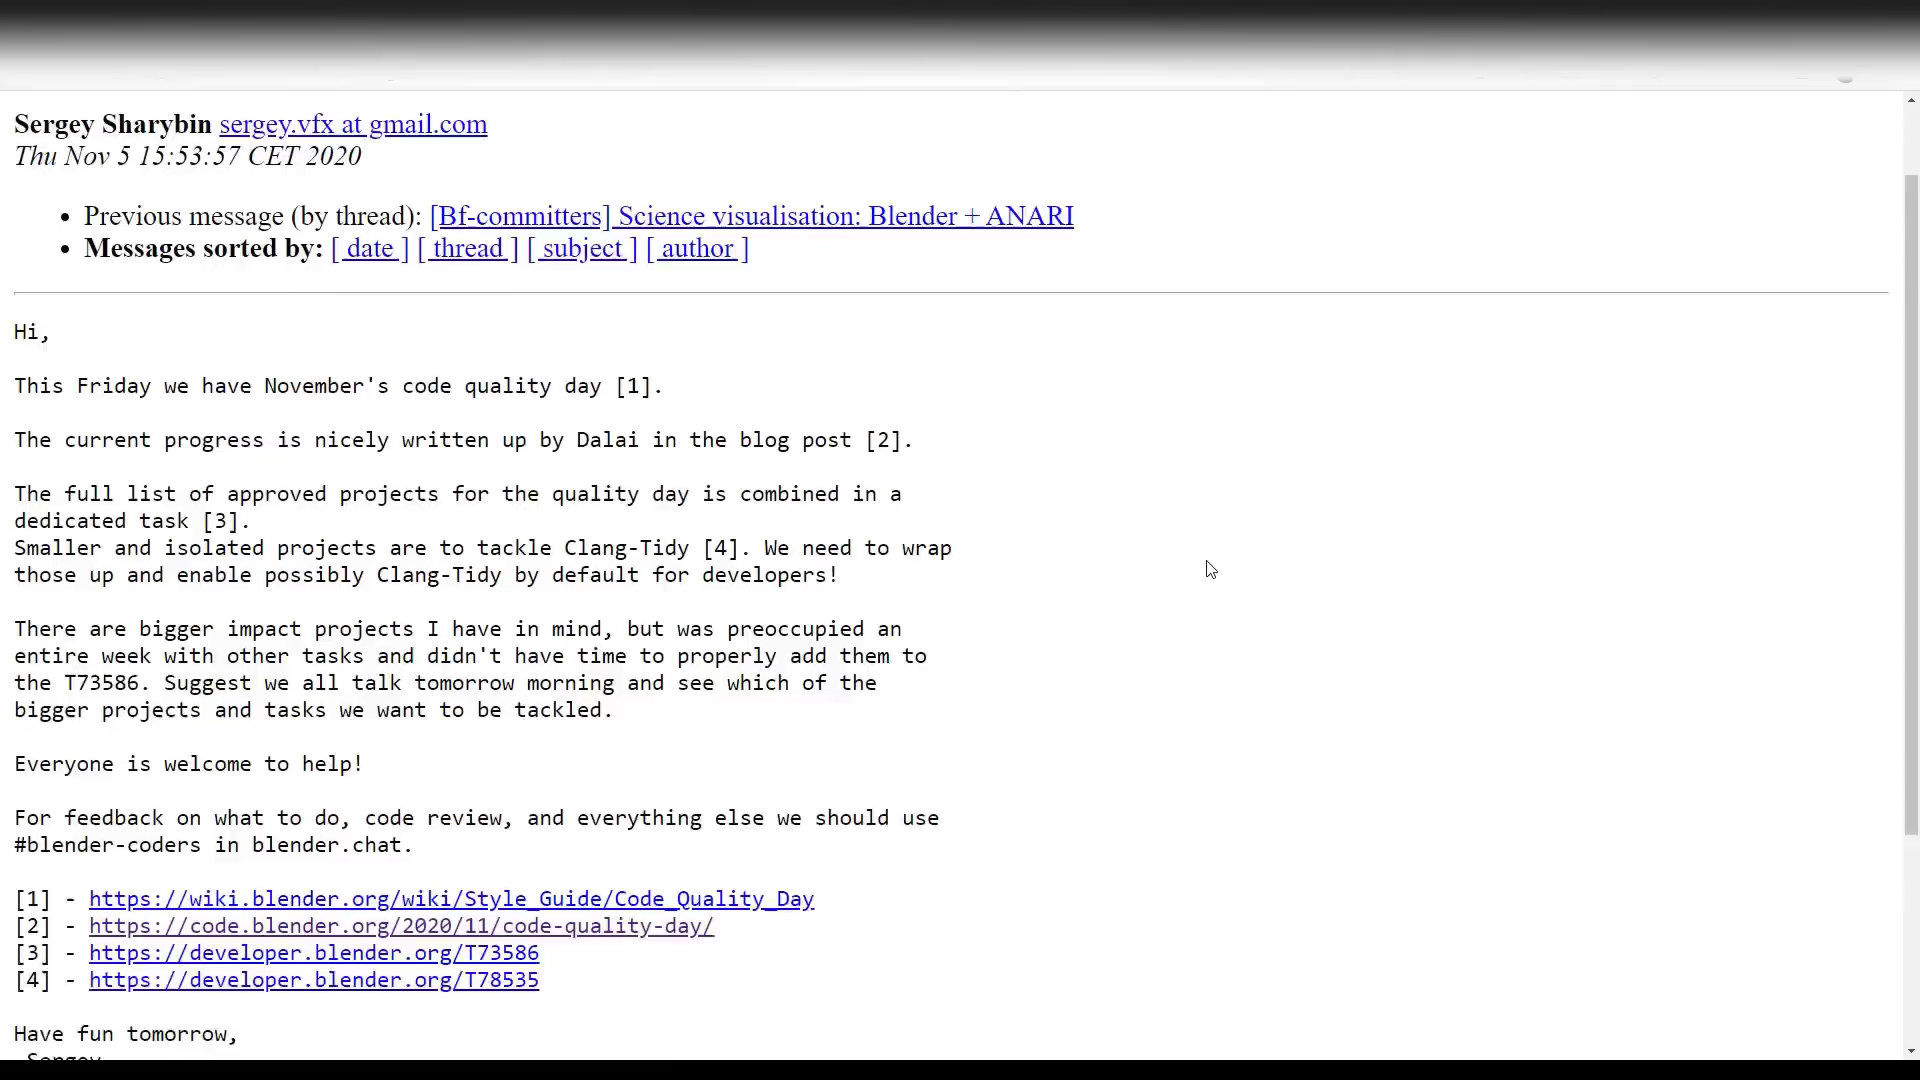 Sergey Sharybin sergey.vfx at gmail.com
Thu Nov 5 15:53:57 CET 2020
• Previous message (by thread): [Bf-committers] Science visualisation: Blender + ANARI
• Messages sorted by: [ date ] [ thread ] [ subject ] [ author ]
Hi,
This Friday we have November's code quality day [1].
The current progress is nicely written up by Dalai in the blog post [2].
The full list of approved projects for the quality day is combined in a
dedicated task [3].
Smaller and isolated projects are to tackle Clang-Tidy [4]. We need to wrap
those up and enable possibly Clang-Tidy by default for developers!
There are bigger impact projects I have in mind, but was preoccupied an
entire week with other tasks and didn't have time to properly add them to
the T73586. Suggest we all talk tomorrow morning and see which of the
bigger projects and tasks we want to be tackled.
Everyone is welcome to help!
For feedback on what to do, code review, and everything else we should use
#blender-coders in blender.chat.
[1] - https://wiki.blender.org/wiki/Style_Guide/Code_Quality_Day
[2] - https://code.blender.org/2020/11/code-quality-day/
[3] - https://developer.blender.org/T73586
[4] - https://developer.blender.org/T78535
Have fun tomorrow,
Sergey